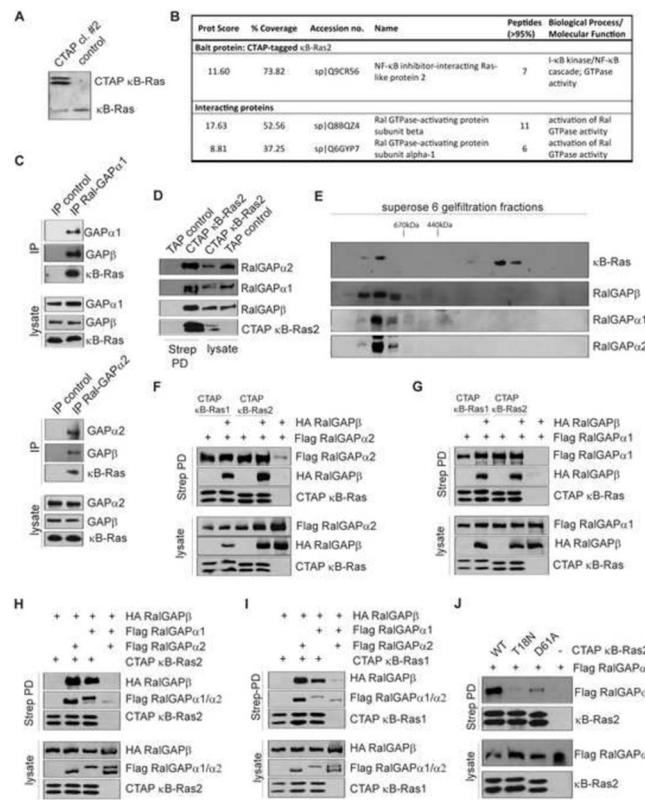 A
CTAP cl. #2
control
CTAP κB-Ras
κB-Ras
B
Prot Score % Coverage Accession no. Name Peptides (>95%) Biological Process/ Molecular Function
Bait protein: CTAP-tagged κB-Ras2
11.60 73.82 sp|Q9CR56 NF-κB inhibitor-interacting Ras-like protein 2 7 I-κB kinase/NF-κB cascade; GTPase activity
Interacting proteins
17.63 52.56 sp|Q8BQZ4 Ral GTPase-activating protein subunit beta 11 activation of Ral GTPase activity
8.81 37.25 sp|Q6GYP7 Ral GTPase-activating protein subunit alpha-1 6 activation of Ral GTPase activity
C
IP control
IP Ral-GAPα1
IP
GAPα1
GAPβ
κB-Ras
lysate
GAPα1
GAPβ
κB-Ras
IP control
IP Ral-GAPα2
IP
GAPα2
GAPβ
κB-Ras
lysate
GAPα2
GAPβ
κB-Ras
D
TAP control
CTAP κB-Ras2
CTAP κB-Ras2
TAP control
RalGAPα2
RalGAPα1
RalGAPβ
CTAP κB-Ras2
Strep PD
lysate
E
superose 6 gelfiltration fractions
670kDa 440kDa
κB-Ras
RalGAPβ
RalGAPα1
RalGAPα2
F
CTAP κB-Ras1
CTAP κB-Ras2
+ + + HA RalGAPβ
+ + + + + Flag RalGAPα2
Strep PD
Flag RalGAPα2
HA RalGAPβ
CTAP κB-Ras
lysate
Flag RalGAPα2
HA RalGAPβ
CTAP κB-Ras
G
CTAP κB-Ras1
CTAP κB-Ras2
+ + + HA RalGAPβ
+ + + + + Flag RalGAPα1
Strep PD
Flag RalGAPα1
HA RalGAPβ
CTAP κB-Ras
lysate
Flag RalGAPα1
HA RalGAPβ
CTAP κB-Ras
H
+ + + + HA RalGAPβ
+ + Flag RalGAPα1
+ + Flag RalGAPα2
+ + + CTAP κB-Ras2
Strep PD
HA RalGAPβ
Flag RalGAPα1/α2
CTAP κB-Ras2
lysate
HA RalGAPβ
Flag RalGAPα1/α2
CTAP κB-Ras2
I
+ + + + HA RalGAPβ
+ + Flag RalGAPα1
+ + Flag RalGAPα2
+ + + CTAP κB-Ras1
Strep-PD
HA RalGAPβ
Flag RalGAPα1/α2
CTAP κB-Ras1
lysate
HA RalGAPβ
Flag RalGAPα1/α2
CTAP κB-Ras1
J
WT T18N D61A - CTAP κB-Ras2
+ + + + Flag RalGAPα
Strep PD
Flag RalGAPα
κB-Ras2
lysate
Flag RalGAPα
κB-Ras2